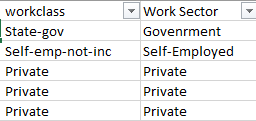 workclass Work Sector
State-gov Govenrment
Self-emp-not-inc Self-Employed
Private Private
Private Private
Private Private